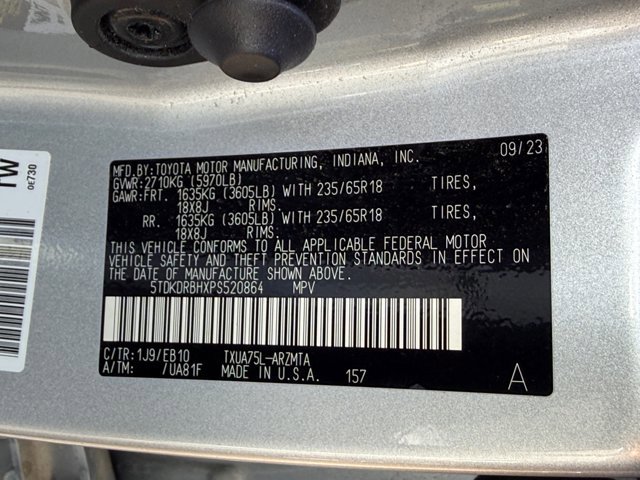 09/23
MFD.BY:TOYOTA MOTOR MANUFACTURING, INDIANA, INC.
GVWR:2710KG (5970LB)
GAWR:FRT. 1635KG (3605LB) WITH 235/65R18 TIRES,
18X8J RIMS.
RR. 1635KG (3605LB) WITH 235/65R18 TIRES,
18X8J RIMS.
THIS VEHICLE CONFORMS TO ALL APPLICABLE FEDERAL MOTOR
VEHICLE SAFETY AND THEFT PREVENTION STANDARDS IN EFFECT ON
THE DATE OF MANUFACTURE SHOWN ABOVE.
5TDKDRBHXPS520864 MPV
C/TR:1J9/EB10 TXUA75L-ARZMTA
A/TM: /UA81F MADE IN U.S.A. 157
A
TW
0E730